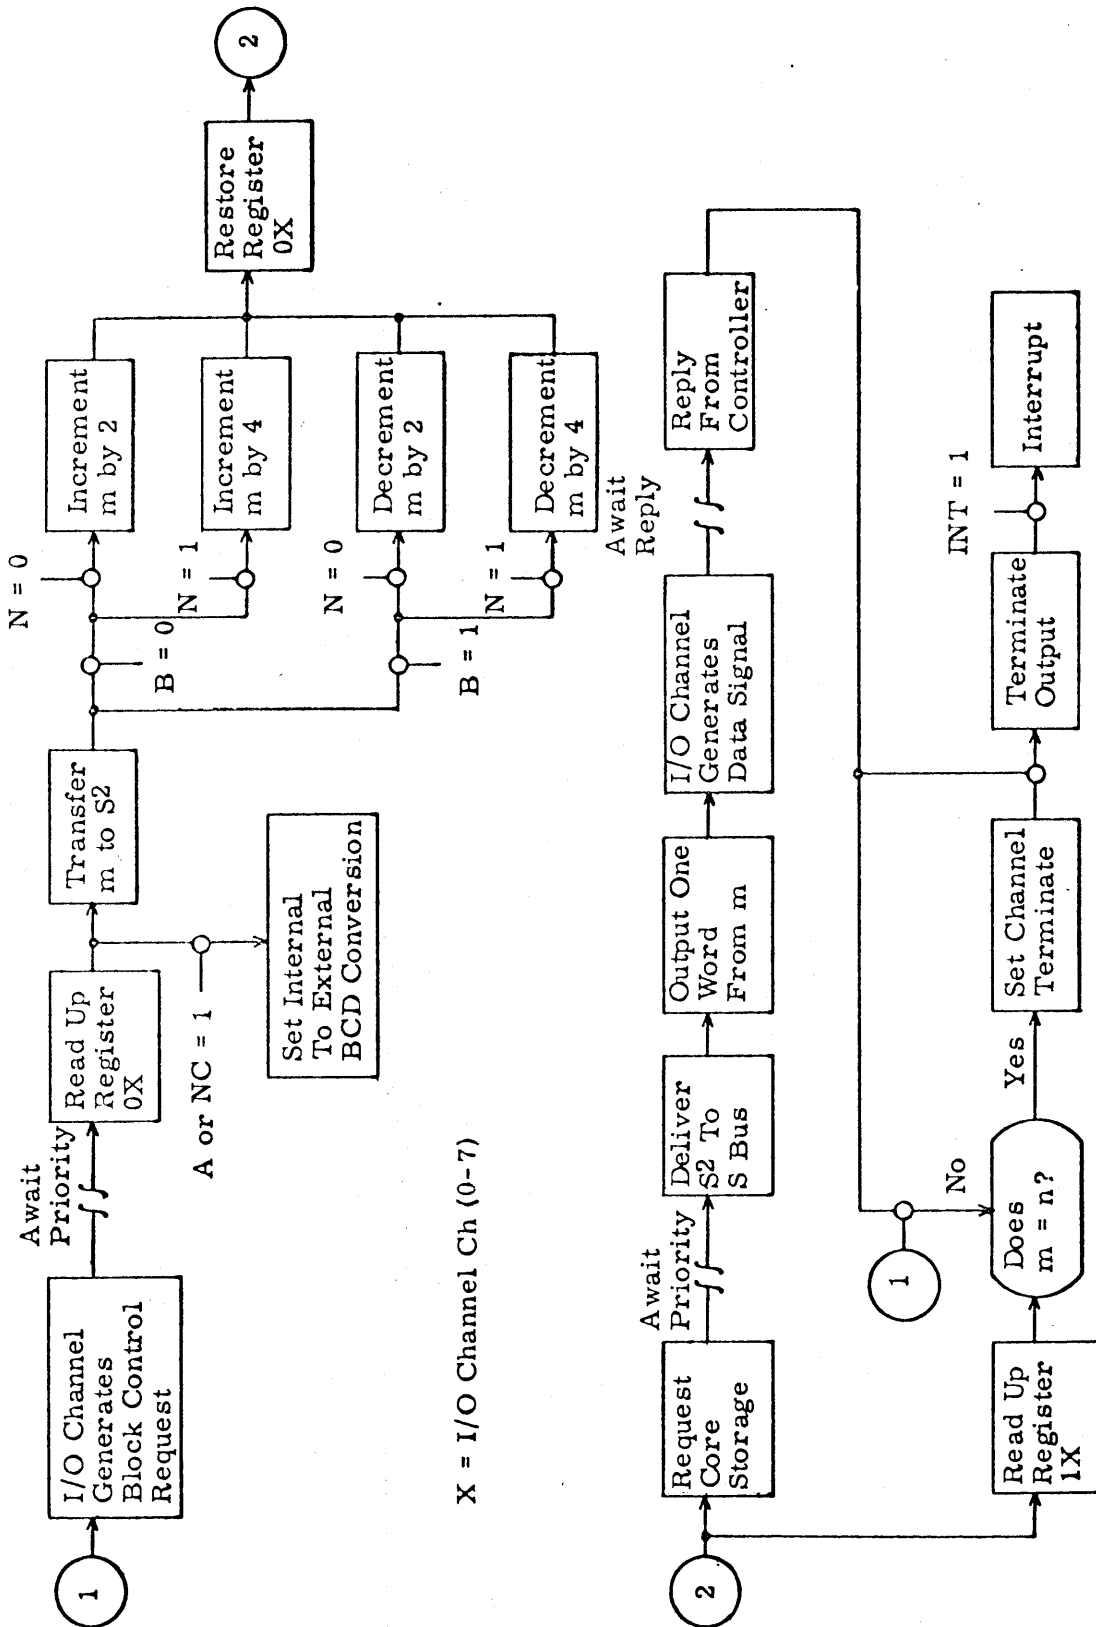 1
I/O Channel
Generates
Block Control
Request
Await
Priority
Read Up
Register
0X
A or NC = 1
Set Internal
To External
BCD Conversion
Transfer
m to S²
B = 0
B = 1
N = 0
N = 1
N = 0
N = 1
Increment
m by 2
Increment
m by 4
Decrement
m by 2
Decrement
m by 4
Restore
Register
0X
2
X = I/O Channel Ch (0-7)
2
Request
Core
Storage
Await
Priority
Deliver
S² To
S Bus
Output One
Word
From m
I/O Channel
Generates
Data Signal
Await
Reply
Reply
From
Controller
Read Up
Register
1X
Does
m = n?
No
1
Yes
Set Channel
Terminate
Terminate
Output
INT = 1
Interrupt